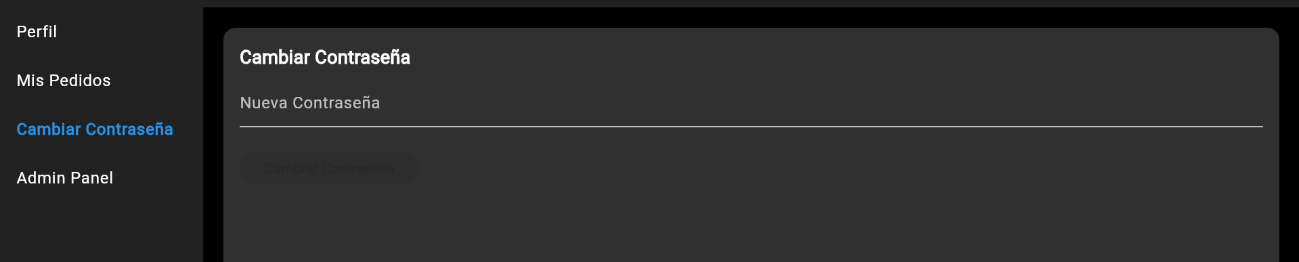 Perfil
Mis Pedidos
Cambiar Contraseña
Admin Panel
Cambiar Contraseña
Nueva Contraseña
Cambiar Contraseña